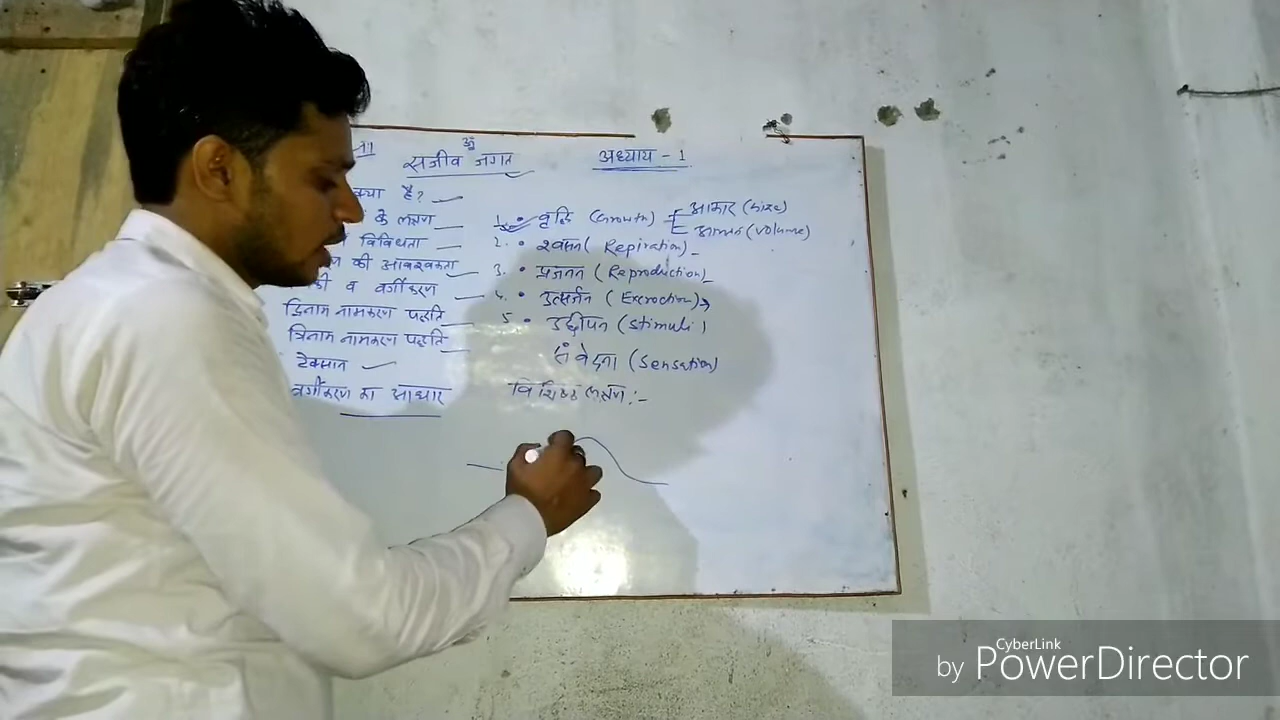 ११ ॐ
सजीव जगत अध्याय - 1
क्या है?
के लक्षण
विविधता
की आवश्यकता
व वर्गीकरण
द्विनाम नामकरण पद्धति
त्रिनाम नामकरण पद्धति
टैक्सान
वर्गीकरण का आधार
1. • वृद्धि (Growth) आकार (Size)
आयतन (Volume)
2. • श्वसन (Repiration) -
3. • प्रजनन (Reproduction) -
4. • उत्सर्जन (Excroction)
5 • उद्दीपन (Stimuli)
संवेदना (Sensation)
विशिष्ठ लक्षण :-
CyberLink
by PowerDirector